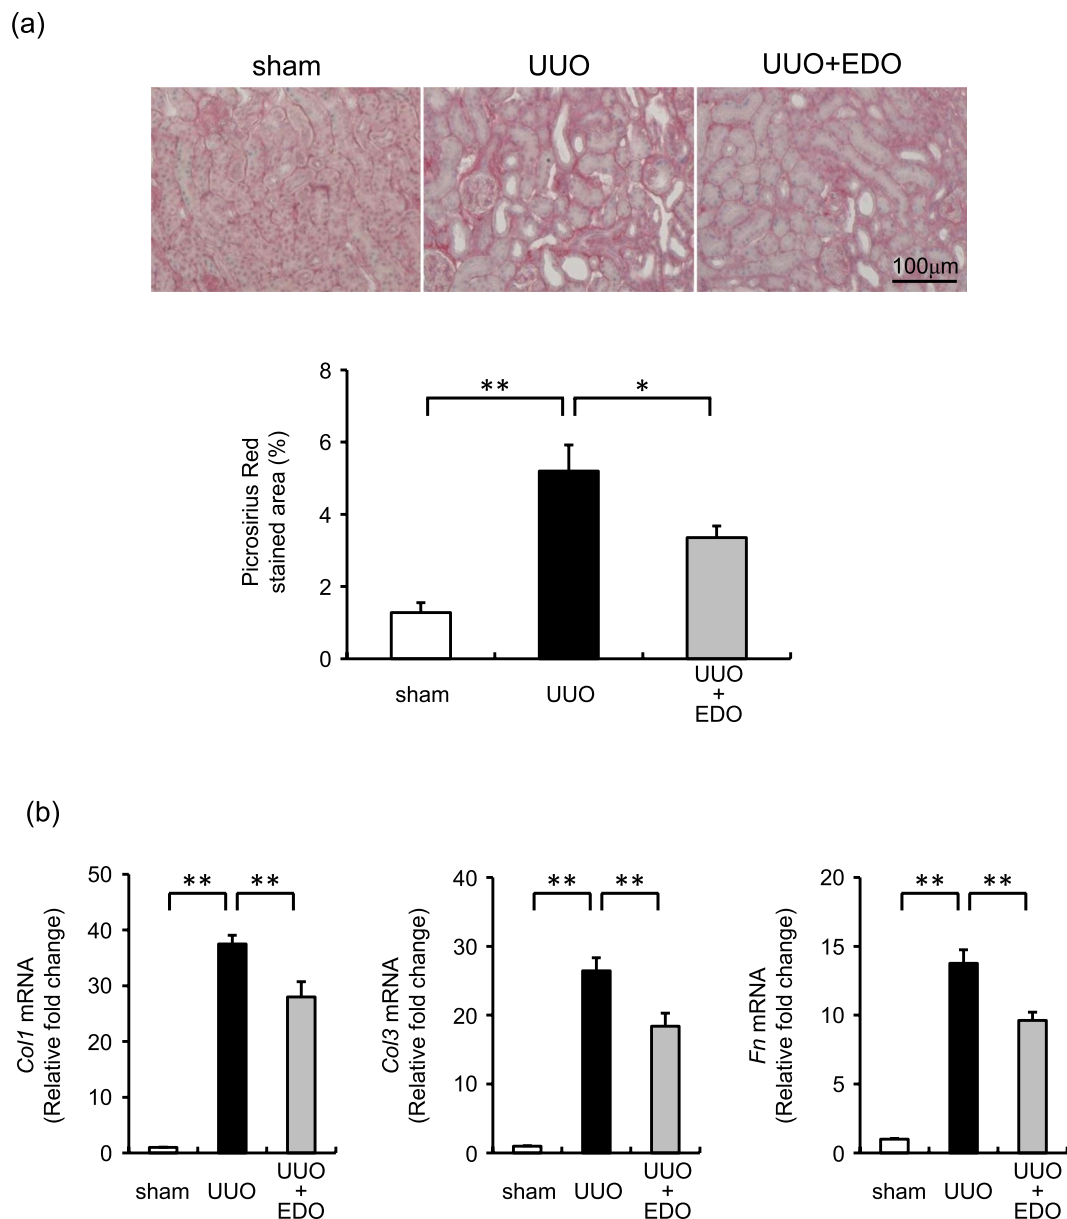 (a)
sham
UUO
UUO+EDO
100μm
Picrosirius Red
stained area (%)
8
6
4
2
0
**
*
sham
UUO
UUO
+
EDO
(b)
Col1 mRNA
(Relative fold change)
50
40
30
20
10
0
**
**
sham
UUO
UUO
+
EDO
Col3 mRNA
(Relative fold change)
40
30
20
10
0
**
**
sham
UUO
UUO
+
EDO
Fn mRNA
(Relative fold change)
20
15
10
5
0
**
**
sham
UUO
UUO
+
EDO